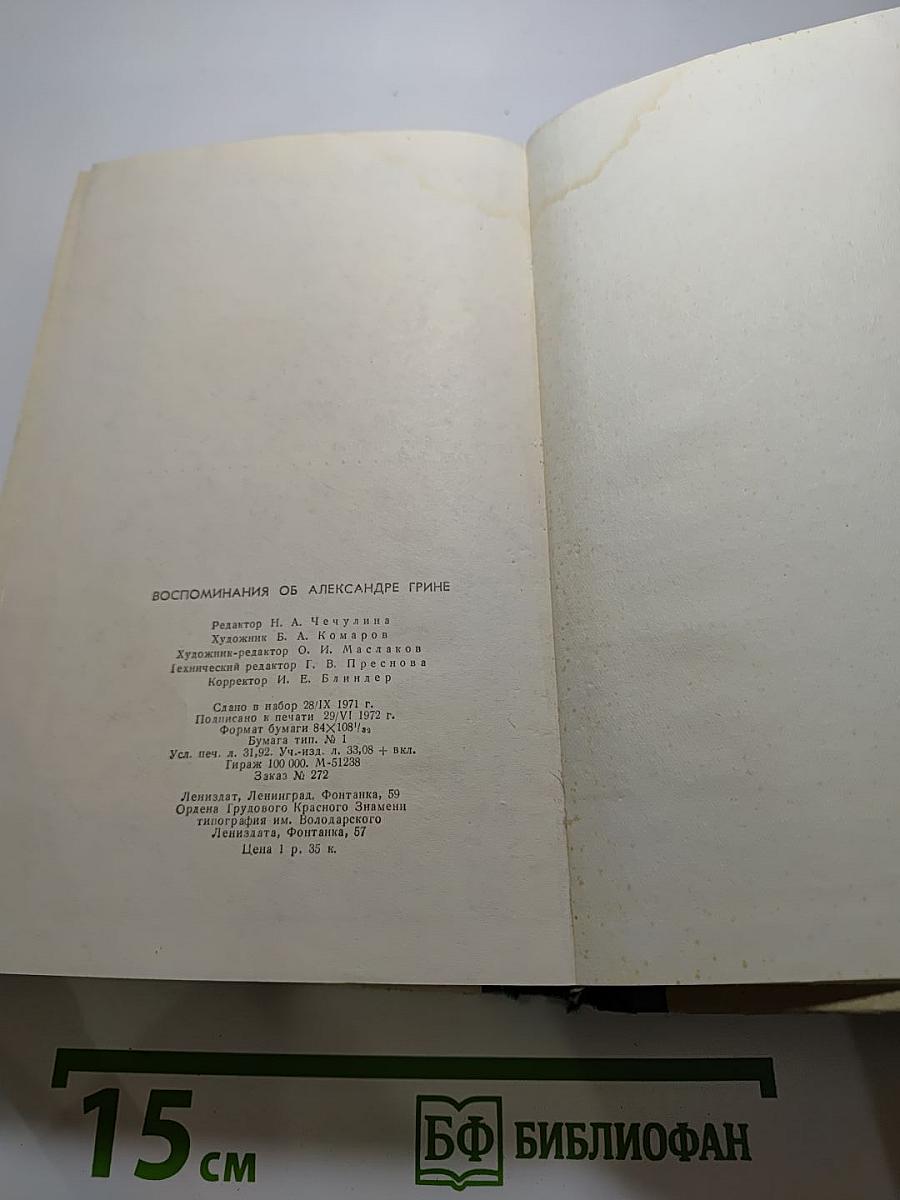 ВОСПОМИНАНИЯ ОБ АЛЕКСАНДРЕ ГРИНЕ
Редактор Н. А. Чечулина
Художник Б. А. Комаров
Художник-редактор О. И. Маслаков
Технический редактор Г. В. Преснова
Корректор И. Е. Блиндер
Сдано в набор 28/IX 1971 г.
Подписано к печати 29/VI 1972 г.
Формат бумаги 84×108¹/₃₂
Бумага тип. № 1
Усл. печ. л. 31,92. Уч.-изд. л. 33,08 + вкл.
Тираж 100 000. М-51238
Заказ № 272
Лениздат, Ленинград, Фонтанка, 59
Ордена Трудового Красного Знамени
типография им. Володарского
Лениздата, Фонтанка, 57
Цена 1 р. 35 к.
15 см
БФ БИБЛИОФАН